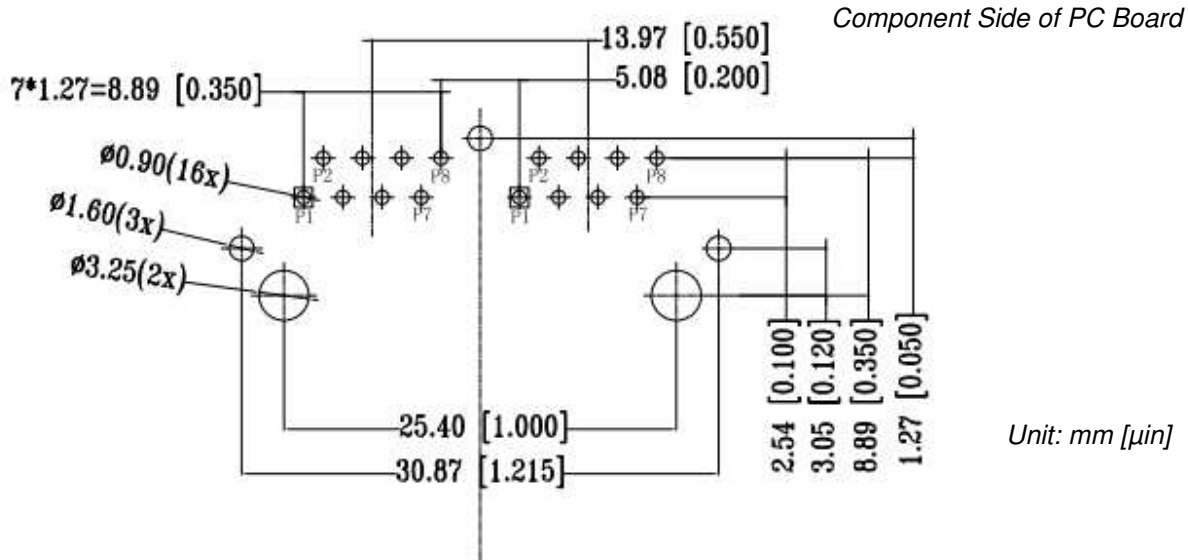 Component Side of PC Board
13.97 [0.550]
5.08 [0.200]
7*1.27=8.89 [0.350]
ø0.90(16x)
P2
P8
P2
P8
P1
P7
P1
P7
ø1.60(3x)
ø3.25(2x)
2.54 [0.100]
3.05 [0.120]
8.89 [0.350]
1.27 [0.050]
25.40 [1.000]
30.87 [1.215]
Unit: mm [µin]